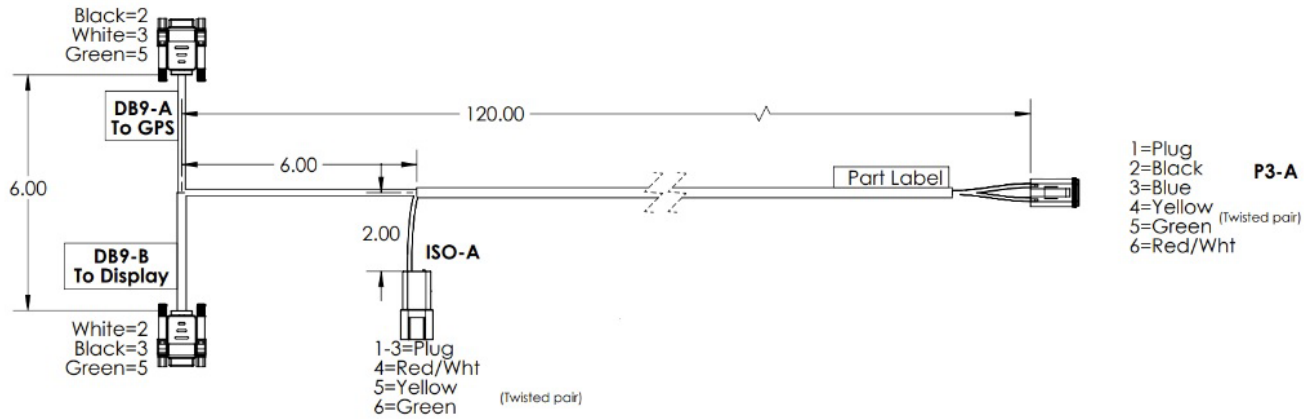 Black=2
White=3
Green=5
DB9-A
To GPS
120.00
6.00
6.00
Part Label
1=Plug
2=Black
3=Blue
4=Yellow
5=Green
6=Red/Wht
(Twisted pair)
P3-A
2.00
ISO-A
DB9-B
To Display
White=2
Black=3
Green=5
1-3=Plug
4=Red/Wht
5=Yellow
6=Green
(Twisted pair)